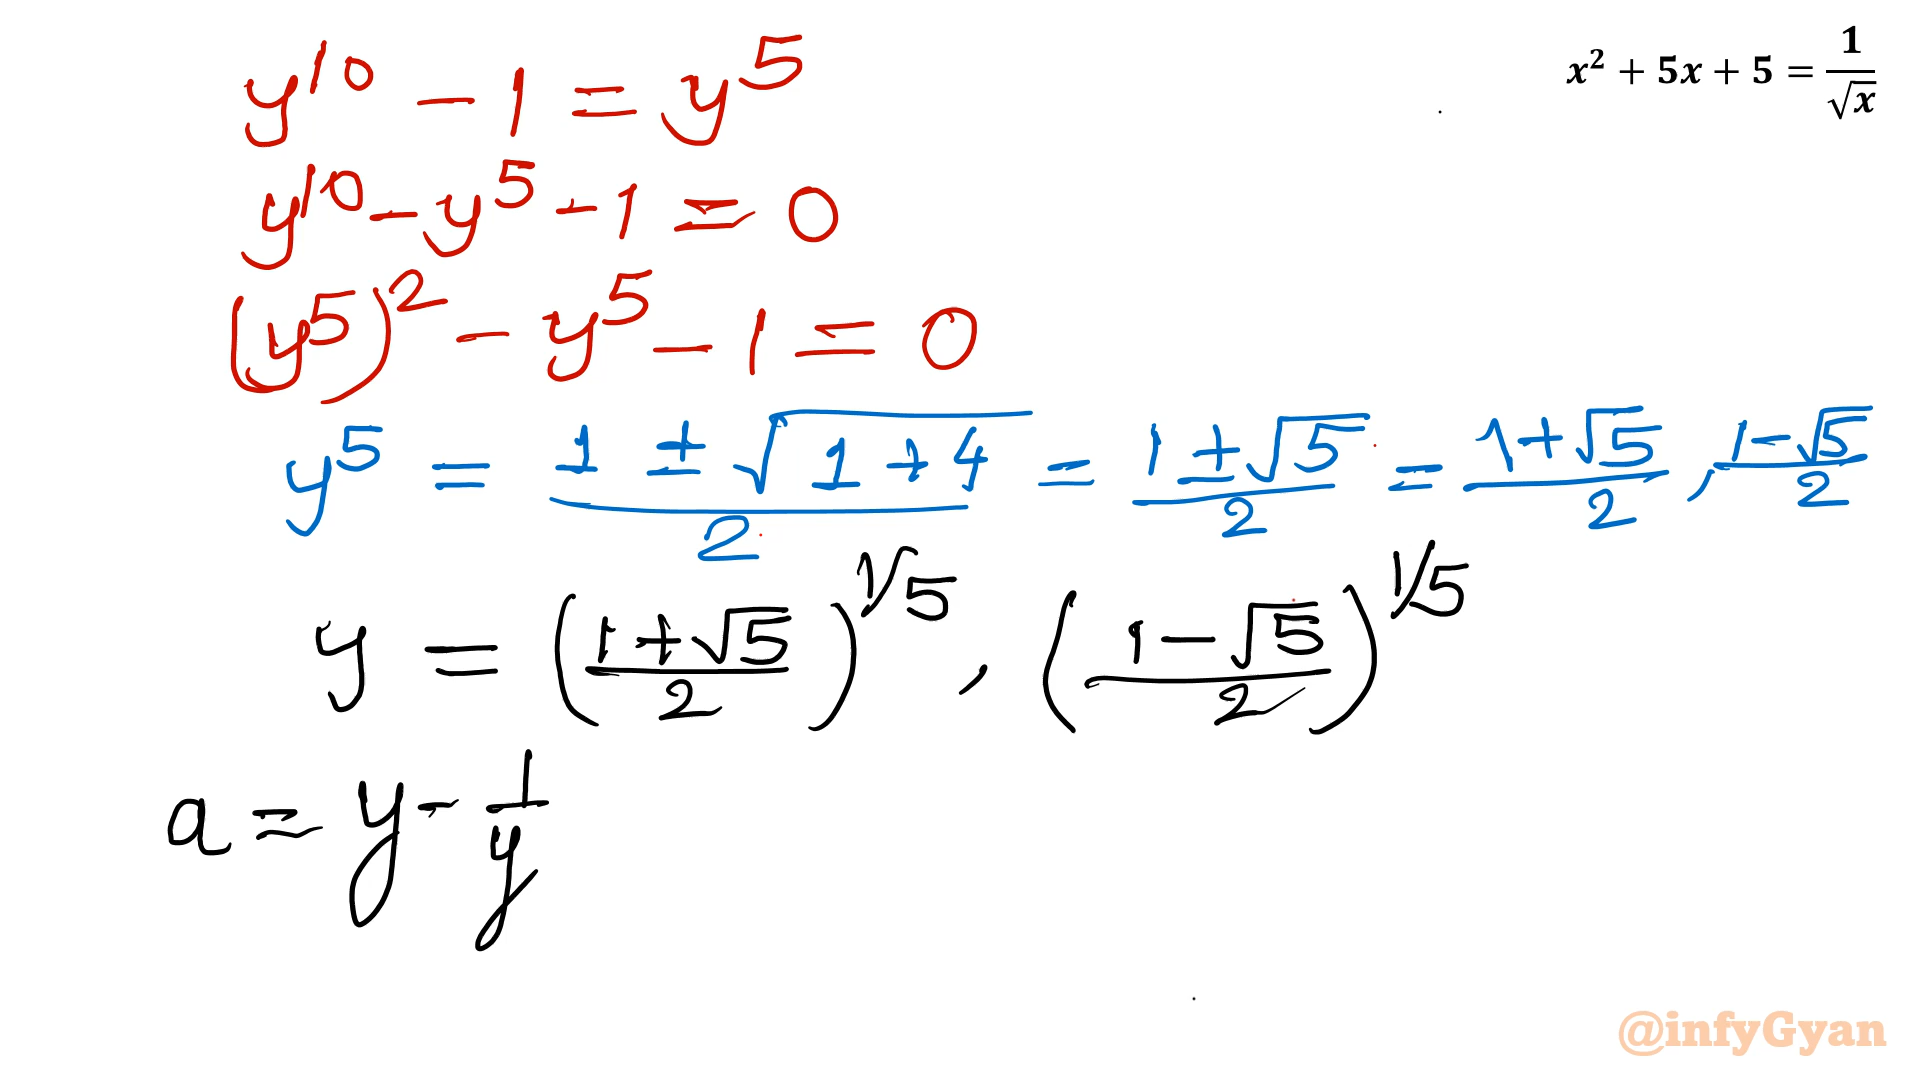 x² + 5x + 5 = 1/√x
y¹⁰ - 1 = y⁵
y¹⁰ - y⁵ - 1 = 0
(y⁵)² - y⁵ - 1 = 0
y⁵ = (1 ± √(1+4))/2 = (1 ± √5)/2 = (1+√5)/2, (1-√5)/2
y = ((1+√5)/2)^(1/5), ((1-√5)/2)^(1/5)
a = y - 1/y
@infyGyan